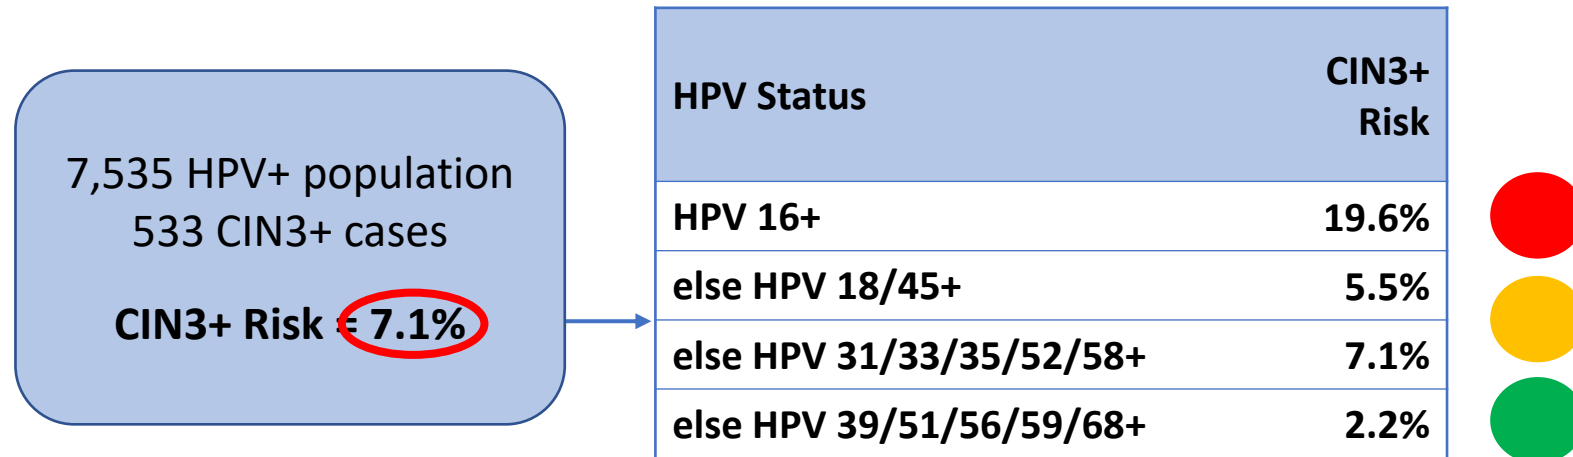 7,535 HPV+ population
533 CIN3+ cases
CIN3+ Risk = 7.1%
HPV Status CIN3+ Risk
HPV 16+ 19.6%
else HPV 18/45+ 5.5%
else HPV 31/33/35/52/58+ 7.1%
else HPV 39/51/56/59/68+ 2.2%